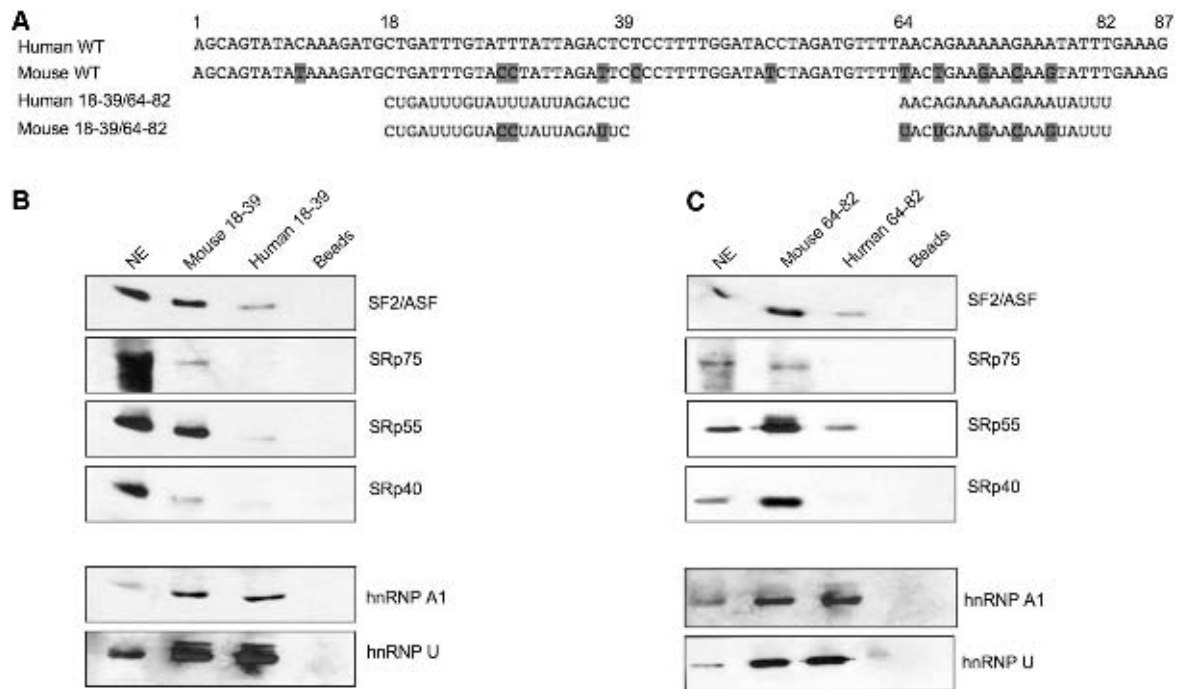 A
1 18 39 64 82 87
Human WT AGCAGTATACAAAGATGCTGATTTGTATTTATTAGACTCTCCTTTTGGATACCTAGATGTTTTAACAGAAAAAGAAATATTTGAAAG
Mouse WT AGCAGTATATAAAGATGCTGATTTGTACCTATTAGATTCCCCTTTTGGATATCTAGATGTTTTTACTGAAGAACAAGTATTTGAAAG
Human 18-39/64-82 CUGAUUUGUAUUUAUUAGACUC AACAGAAAAAGAAAUAUUU
Mouse 18-39/64-82 CUGAUUUGUACCUAUUAGAUUC UACUGAAGAACAAGUAUUU
B
NE Mouse 18-39 Human 18-39 Beads
SF2/ASF
SRp75
SRp55
SRp40
hnRNP A1
hnRNP U
C
NE Mouse 64-82 Human 64-82 Beads
SF2/ASF
SRp75
SRp55
SRp40
hnRNP A1
hnRNP U